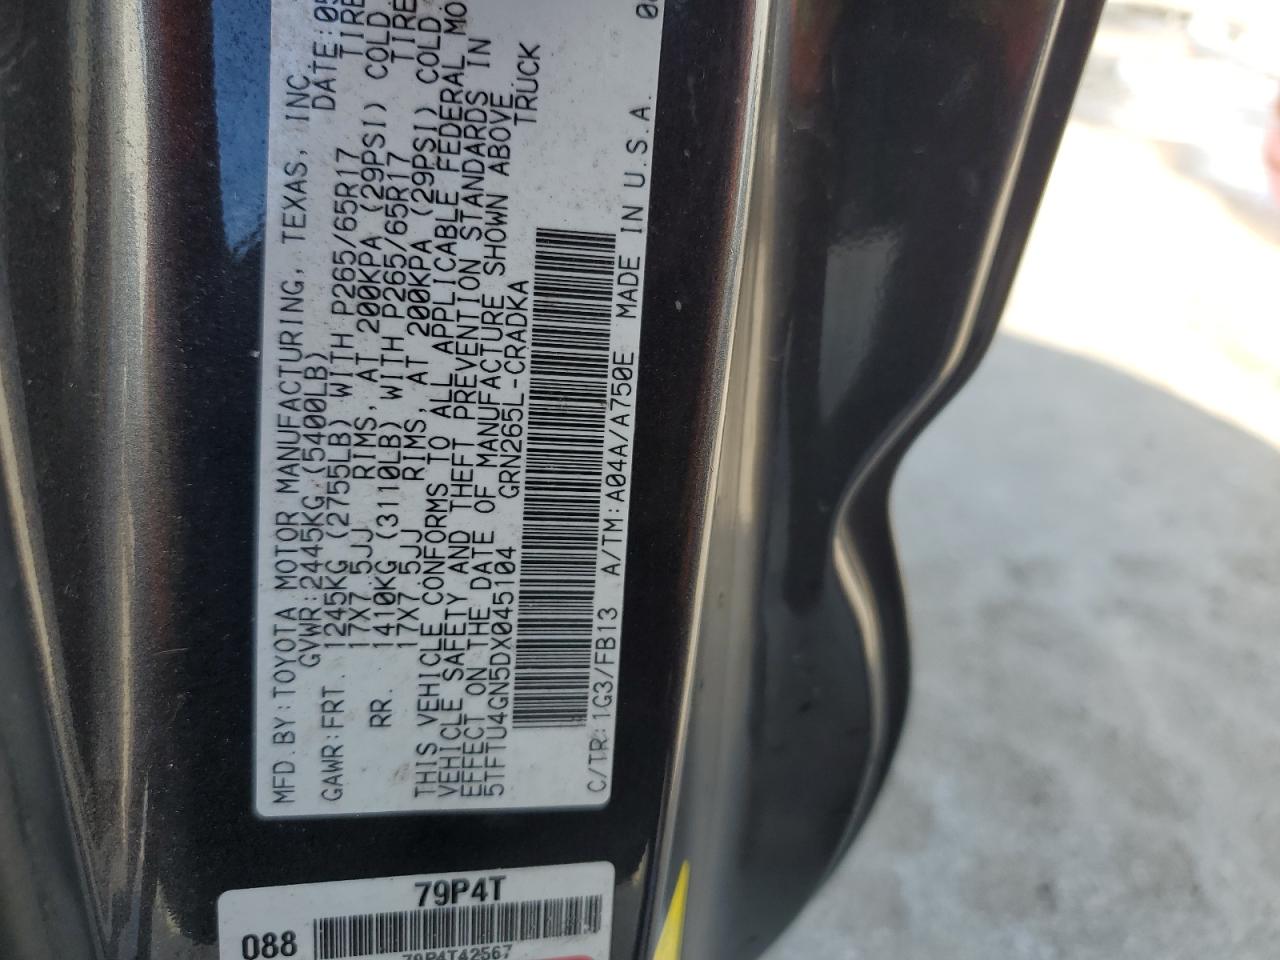 MFD.BY:TOYOTA MOTOR MANUFACTURING, TEXAS, INC.
GVWR:2445KG(5400LB) DATE:05
GAWR:FRT. 1245KG (2755LB) WITH P265/65R17 TIRE
17X7.5JJ RIMS, AT 200KPA (29PSI) COLD
RR. 1410KG (3110LB) WITH P265/65R17 TIRE
17X7.5JJ RIMS, AT 200KPA (29PSI) COLD
THIS VEHICLE CONFORMS TO ALL APPLICABLE FEDERAL MO
VEHICLE SAFETY AND THEFT PREVENTION STANDARDS IN
EFFECT ON THE DATE OF MANUFACTURE SHOWN ABOVE
5TFTU4GN5DX045104 GRN265L-CRADKA TRUCK
C/TR:1G3/FB13 A/TM:A04A/A750E MADE IN U.S.A.
79P4T
088
79P4T42567